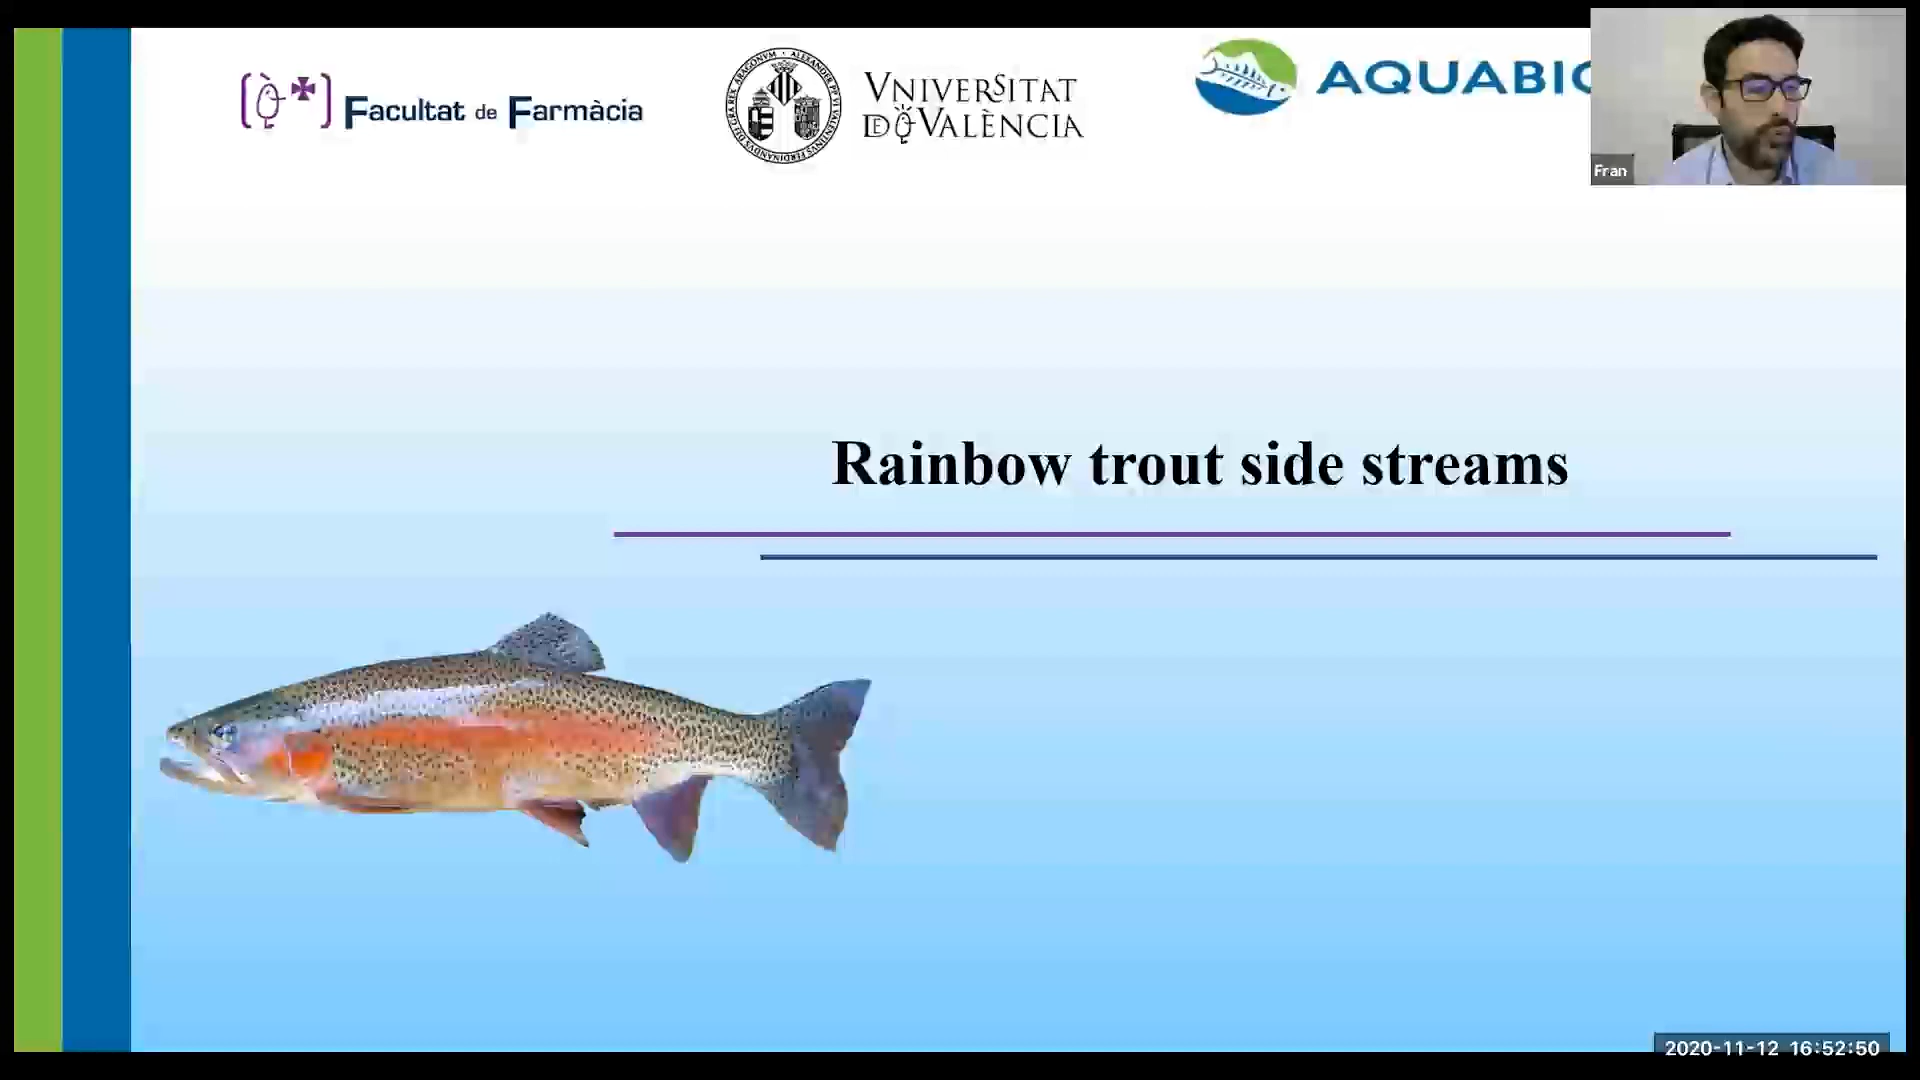 Facultat de Farmàcia
VNIVERSITAT
DE VALÈNCIA
AQUABIO
Fran
Rainbow trout side streams
2020-11-12 16:52:50